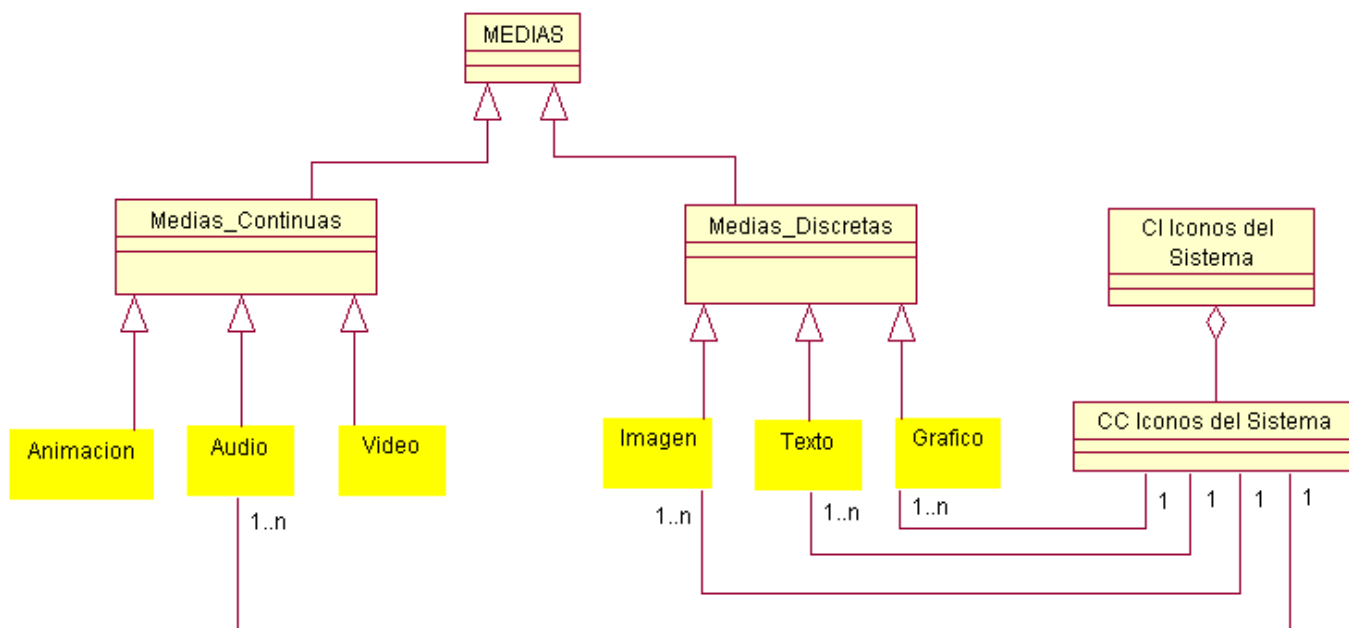 MEDIAS
Medias_Continuas
Medias_Discretas
CI Iconos del
Sistema
CC Iconos del Sistema
Animacion
Audio
Video
Imagen
Texto
Grafico
1..n
1..n
1..n
1..n
1
1
1
1